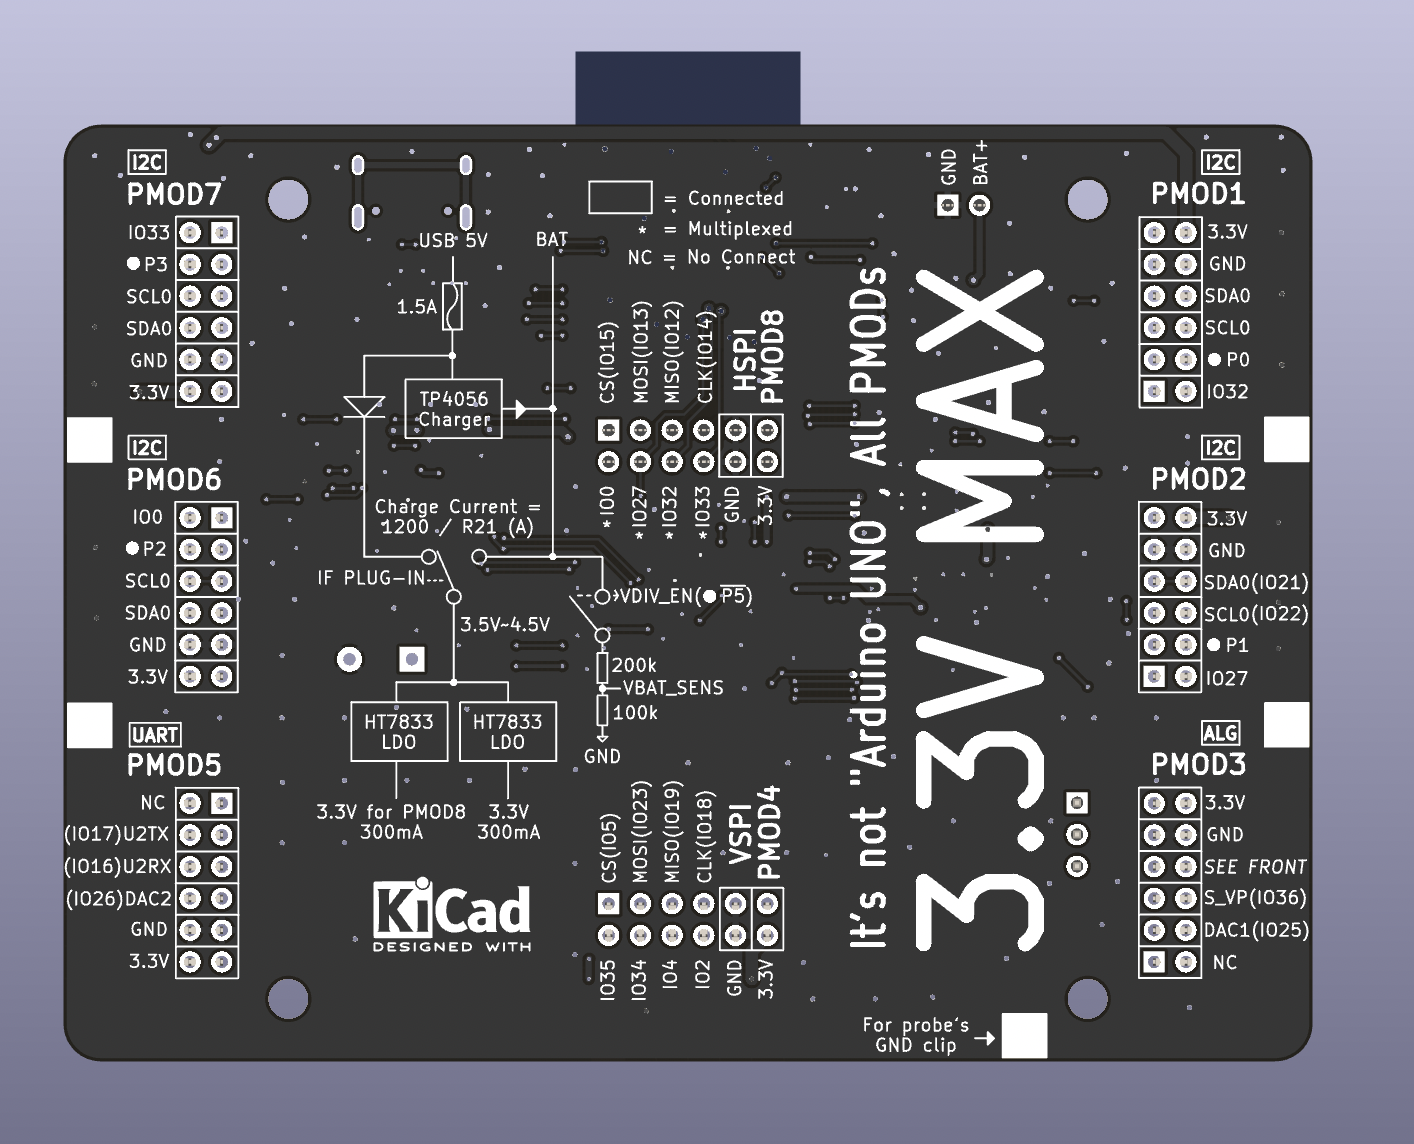 I2C
PMOD7
IO33
P3
SCL0
SDA0
GND
3.3V
I2C
PMOD6
IO0
P2
SCL0
SDA0
GND
3.3V
UART
PMOD5
NC
(IO17)U2TX
(IO16)U2RX
(IO26)DAC2
GND
3.3V
USB 5V
BAT
1.5A
TP4056
Charger
Charge Current =
1200 / R21 (A)
IF PLUG-IN---
3.5V~4.5V
VDIV_EN( P5)
200k
VBAT_SENS
100k
GND
HT7833
LDO
HT7833
LDO
3.3V for PMOD8
300mA
3.3V
300mA
KiCad
DESIGNED WITH
= Connected
* = Multiplexed
NC = No Connect
CS(IO15)
MOSI(IO13)
MISO(IO12)
CLK(IO14)
HSPI
PMOD8
*IO0
*IO27
*IO32
*IO33
GND
3.3V
CS(IO5)
MOSI(IO23)
MISO(IO19)
CLK(IO18)
VSPI
PMOD4
IO35
IO34
IO4
IO2
GND
3.3V
It's not "Arduino UNO", All PMODs
3.3V MAX
GND
BAT+
For probe's
GND clip
I2C
PMOD1
3.3V
GND
SDA0
SCL0
P0
IO32
I2C
PMOD2
3.3V
GND
SDA0(IO21)
SCL0(IO22)
P1
IO27
ALG
PMOD3
3.3V
GND
SEE FRONT
S_VP(IO36)
DAC1(IO25)
NC